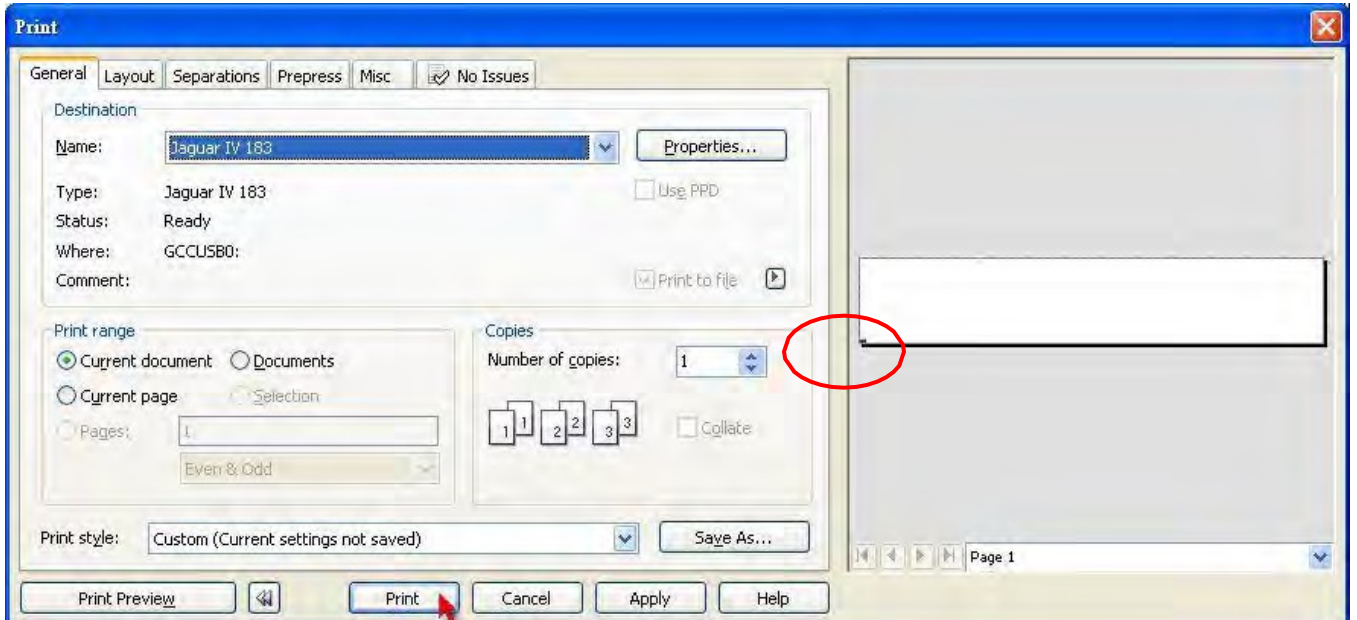 Print
General Layout Separations Prepress Misc No Issues
Destination
Name: Jaguar IV 183 Properties...
Type: Jaguar IV 183 Use PPD
Status: Ready
Where: GCCUSB0:
Comment: Print to file
Print range
Current document Documents
Current page Selection
Pages: 1
Even & Odd
Copies
Number of copies: 1
1 1 2 2 3 3 Collate
Print style: Custom (Current settings not saved) Save As...
Page 1
Print Preview Print Cancel Apply Help